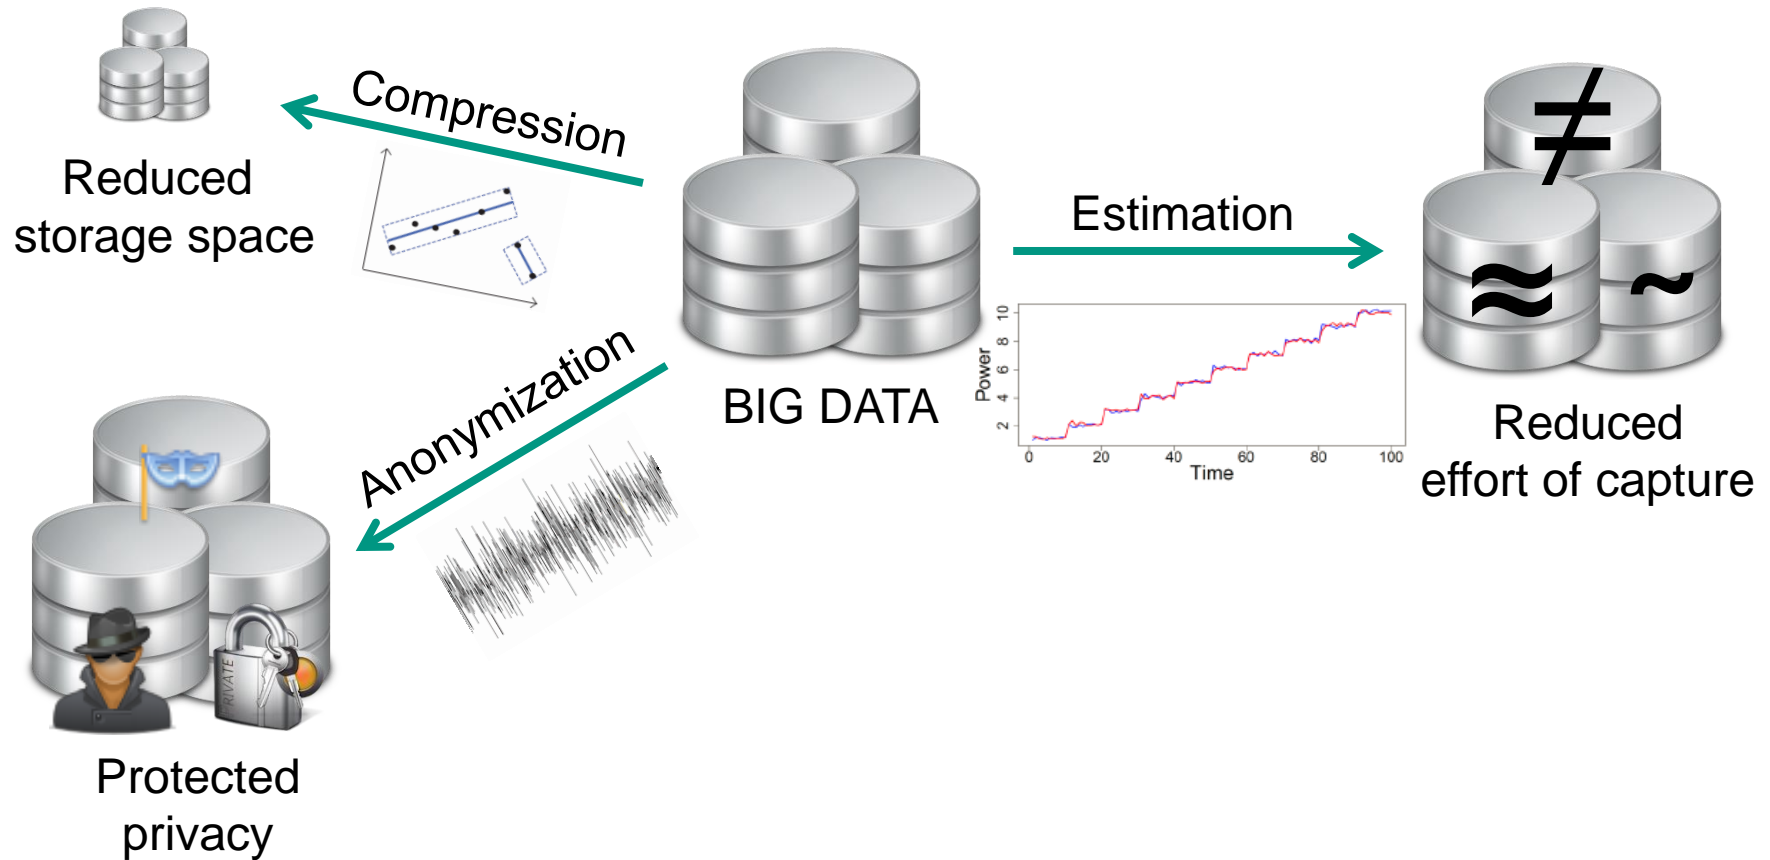 Compression
Reduced
storage space
Estimation
≠
≈ ~
BIG DATA
10
8
6
4
2
Power
0 20 40 60 80 100
Time
Reduced
effort of capture
Anonymization
PRIVATE
Protected
privacy